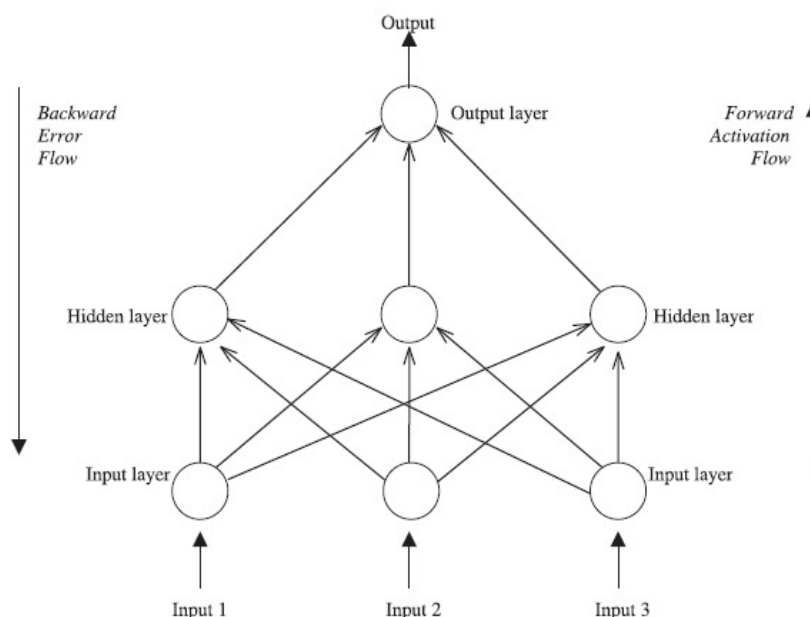 Output
Backward
Error
Flow
Output layer
Forward
Activation
Flow
Hidden layer
Hidden layer
Input layer
Input layer
Input 1
Input 2
Input 3